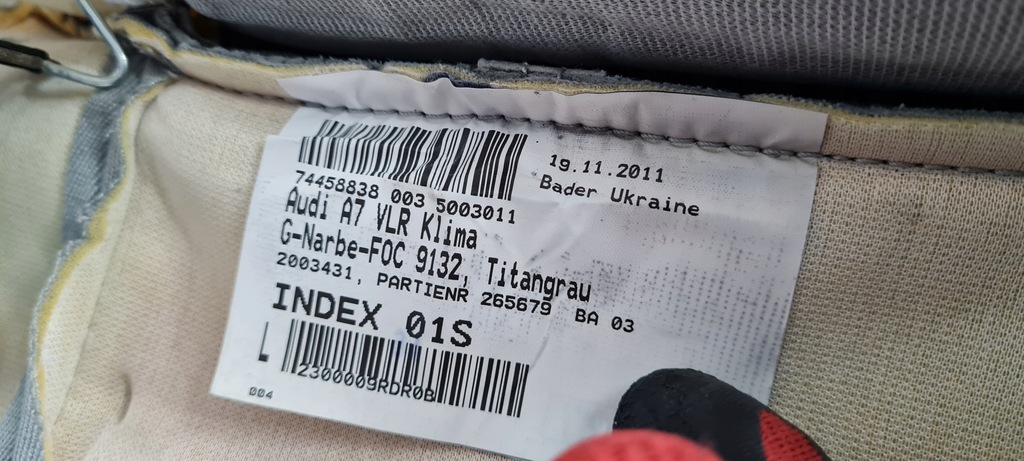 19.11.2011
Bader Ukraine
74458838 003 5003011
Audi A7 VLR Klima
G-Narbe-FOC 9132, Titangrau
2003431, PARTIENR 265679 BA 03
INDEX 01S
L
2300009RDR0B
004